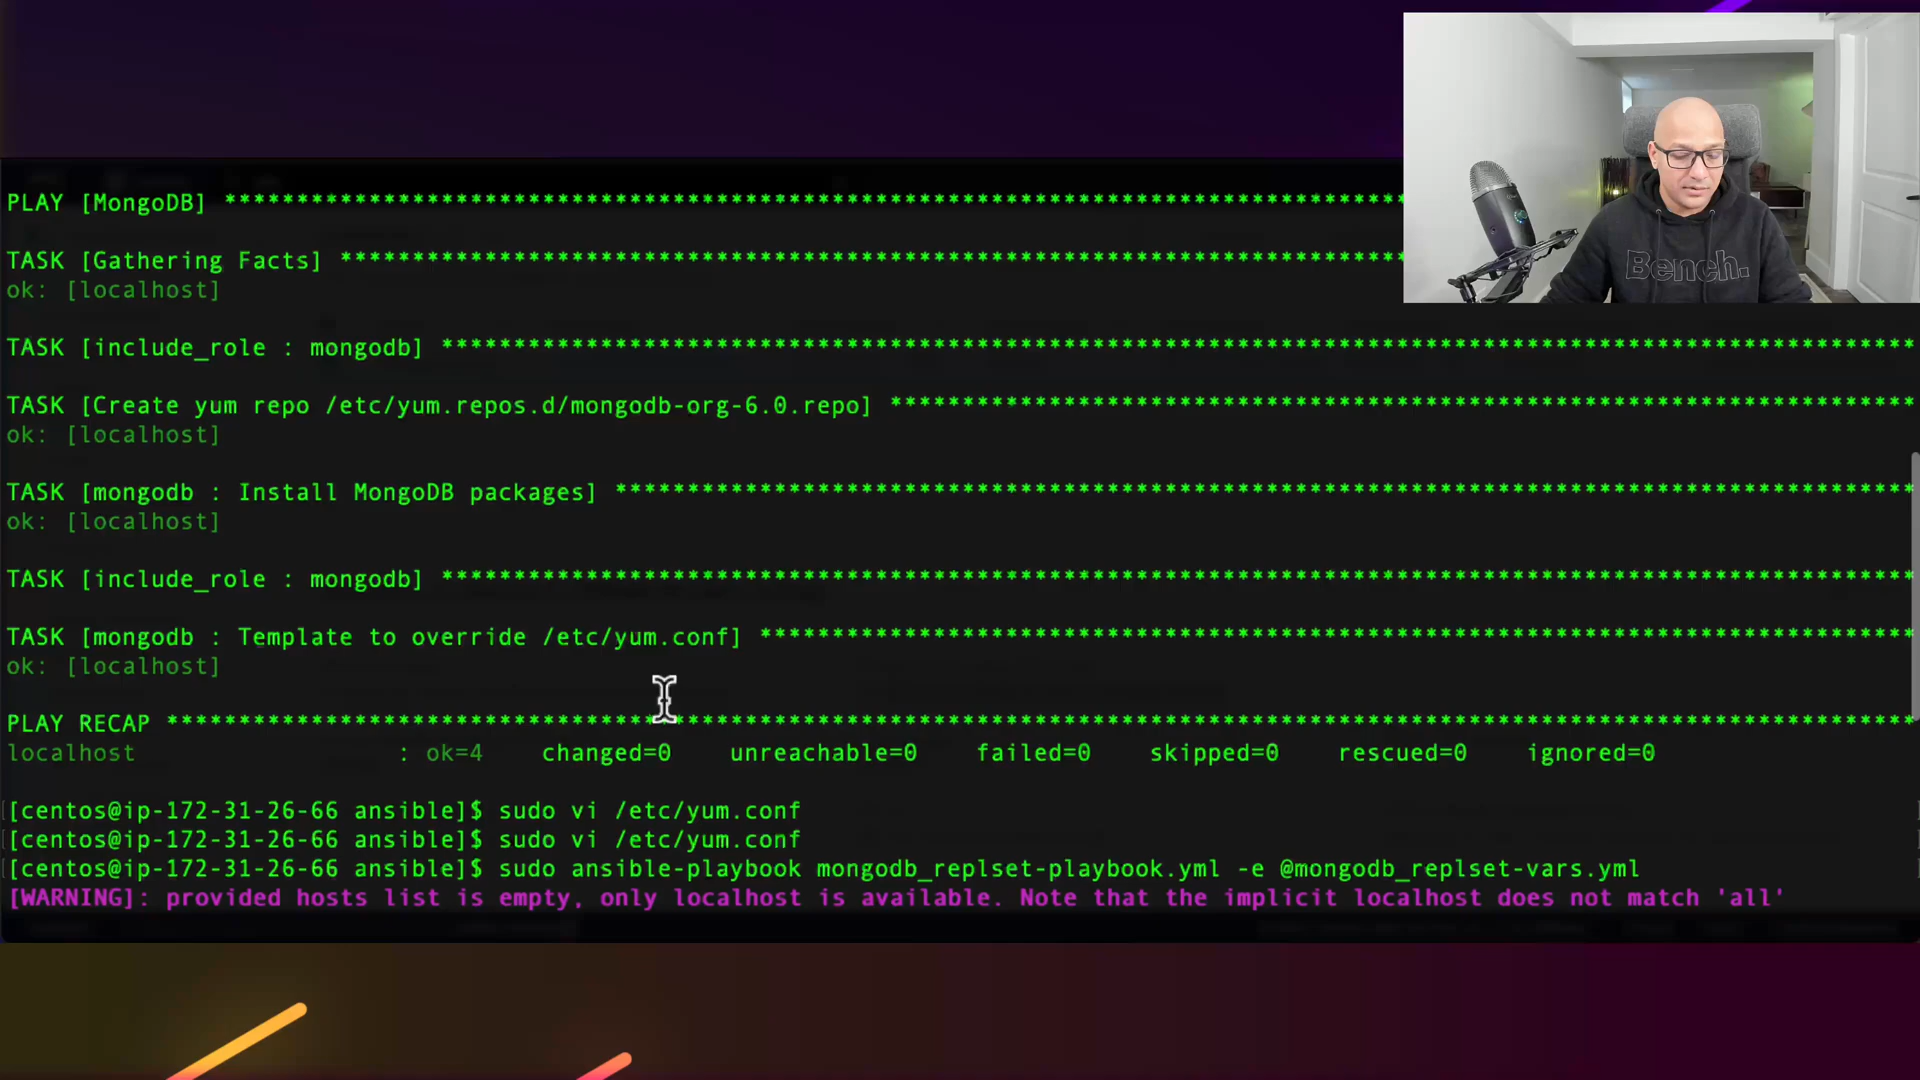 PLAY [MongoDB] **********************************************************************************
TASK [Gathering Facts] **************************************************************************
ok: [localhost]
TASK [include_role : mongodb] ******************************************************************************************************
TASK [Create yum repo /etc/yum.repos.d/mongodb-org-6.0.repo] ***********************************************************************
ok: [localhost]
TASK [mongodb : Install MongoDB packages] ******************************************************************************************
ok: [localhost]
TASK [include_role : mongodb] ******************************************************************************************************
TASK [mongodb : Template to override /etc/yum.conf] ********************************************************************************
ok: [localhost]
PLAY RECAP *************************************************************************************************************************
localhost : ok=4 changed=0 unreachable=0 failed=0 skipped=0 rescued=0 ignored=0
[centos@ip-172-31-26-66 ansible]$ sudo vi /etc/yum.conf
[centos@ip-172-31-26-66 ansible]$ sudo vi /etc/yum.conf
[centos@ip-172-31-26-66 ansible]$ sudo ansible-playbook mongodb_replset-playbook.yml -e @mongodb_replset-vars.yml
[WARNING]: provided hosts list is empty, only localhost is available. Note that the implicit localhost does not match 'all'
Bench.